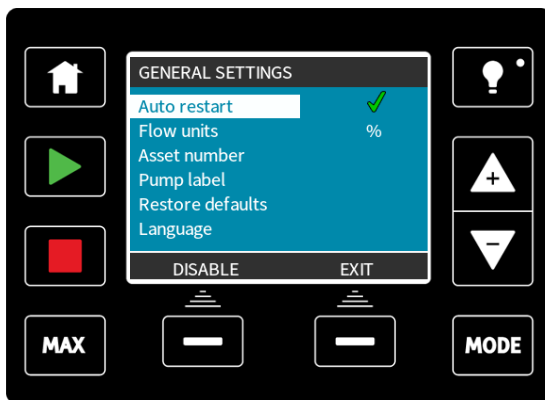 GENERAL SETTINGS
Auto restart
Flow units %
Asset number
Pump label
Restore defaults
Language
DISABLE EXIT
MAX
MODE